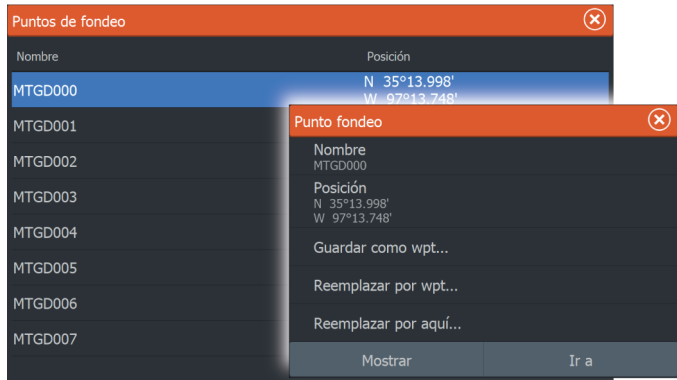 Puntos de fondeo
Nombre Posición
MTGD000 N 35°13.998'
W 97°13.748'
MTGD001
MTGD002
MTGD003
MTGD004
MTGD005
MTGD006
MTGD007
Punto fondeo
Nombre
MTGD000
Posición
N 35°13.998'
W 97°13.748'
Guardar como wpt...
Reemplazar por wpt...
Reemplazar por aquí...
Mostrar Ir a